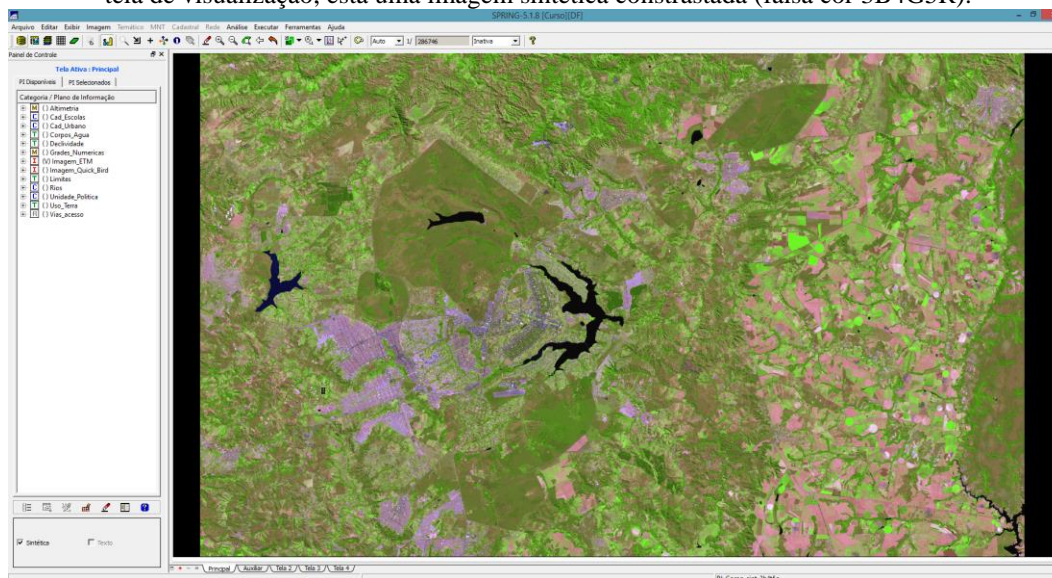 tela de visualização, está uma imagem sintética constrastada (falsa cor 3B4G5R).
SPRING-5.1.8 [Curso][DF]
Arquivo Editar Exibir Imagem Temático MNT Cadastral Rede Análise Executar Ferramentas Ajuda
Auto 1/ 286746 Inativa
Painel de Controle
Tela Ativa : Principal
PI Disponíveis PI Selecionados
Categoria / Plano de Informação
M () Altimetria
C () Cad_Escolas
C () Cad_Urbano
T () Corpos_Agua
T () Declividade
M () Grades_Numericas
I (V) Imagem_ETM
I () Imagem_Quick_Bird
T () Limites
C () Rios
C () Unidade_Politica
T () Uso_Terra
R () Vias_acesso
Sintética Texto
Principal Auxiliar Tela 2 Tela 3 Tela 4